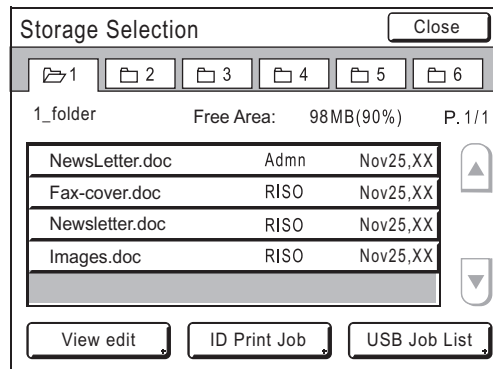 Storage Selection Close
1 2 3 4 5 6
1_folder Free Area: 98MB(90%) P.1/1
NewsLetter.doc Admn Nov25,XX
Fax-cover.doc RISO Nov25,XX
Newsletter.doc RISO Nov25,XX
Images.doc RISO Nov25,XX
View edit ID Print Job USB Job List